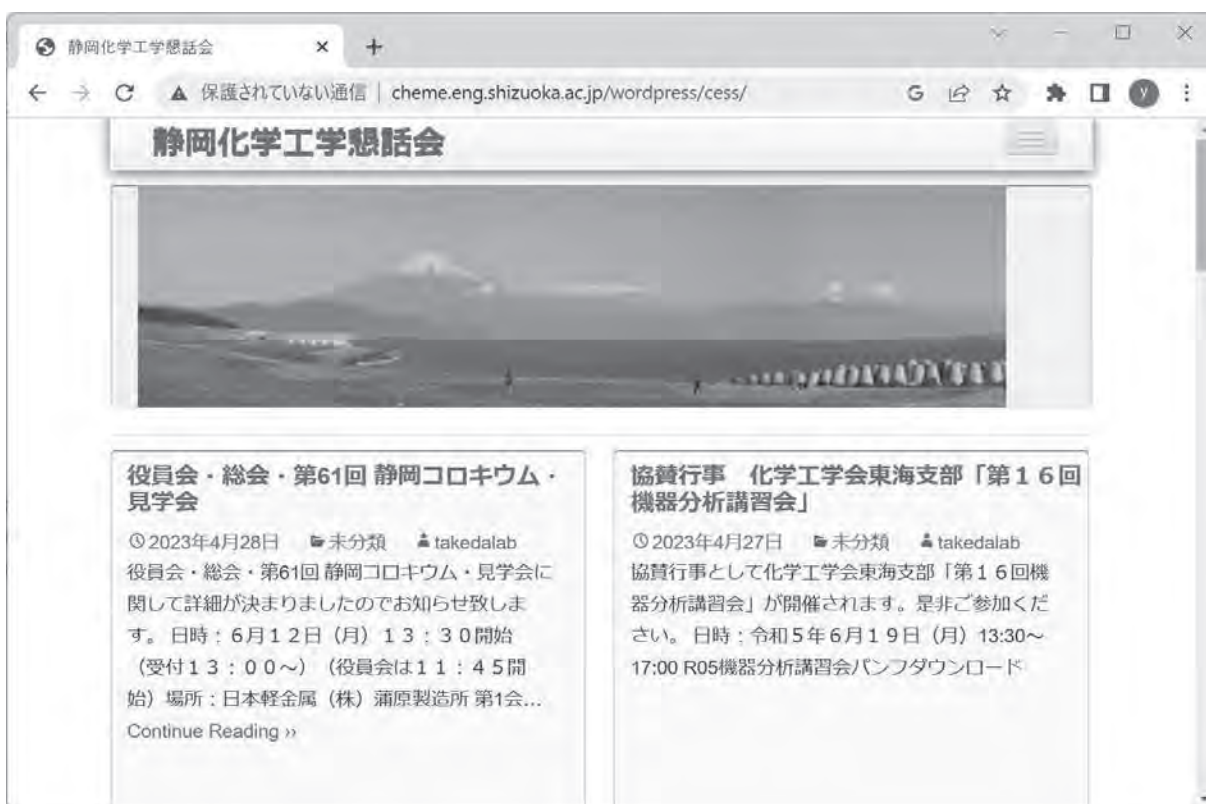 静岡化学工学懇話会
保護されていない通信 | cheme.eng.shizuoka.ac.jp/wordpress/cess/
G
y
静岡化学工学懇話会
役員会・総会・第61回 静岡コロキウム・
見学会
2023年4月28日 未分類 takedalab
役員会・総会・第61回 静岡コロキウム・見学会に
関して詳細が決まりましたのでお知らせ致しま
す。 日時：6月１２日（月）１３：３０開始
（受付１３：００～）（役員会は１１：４５開
始）場所：日本軽金属（株）蒲原製造所 第1会...
Continue Reading ››
協賛行事　化学工学会東海支部「第１６回
機器分析講習会」
2023年4月27日 未分類 takedalab
協賛行事として化学工学会東海支部「第１６回機
器分析講習会」が開催されます。是非ご参加くだ
さい。 日時：令和５年６月１９日（月）13:30～
17:00 R05機器分析講習会パンフダウンロード